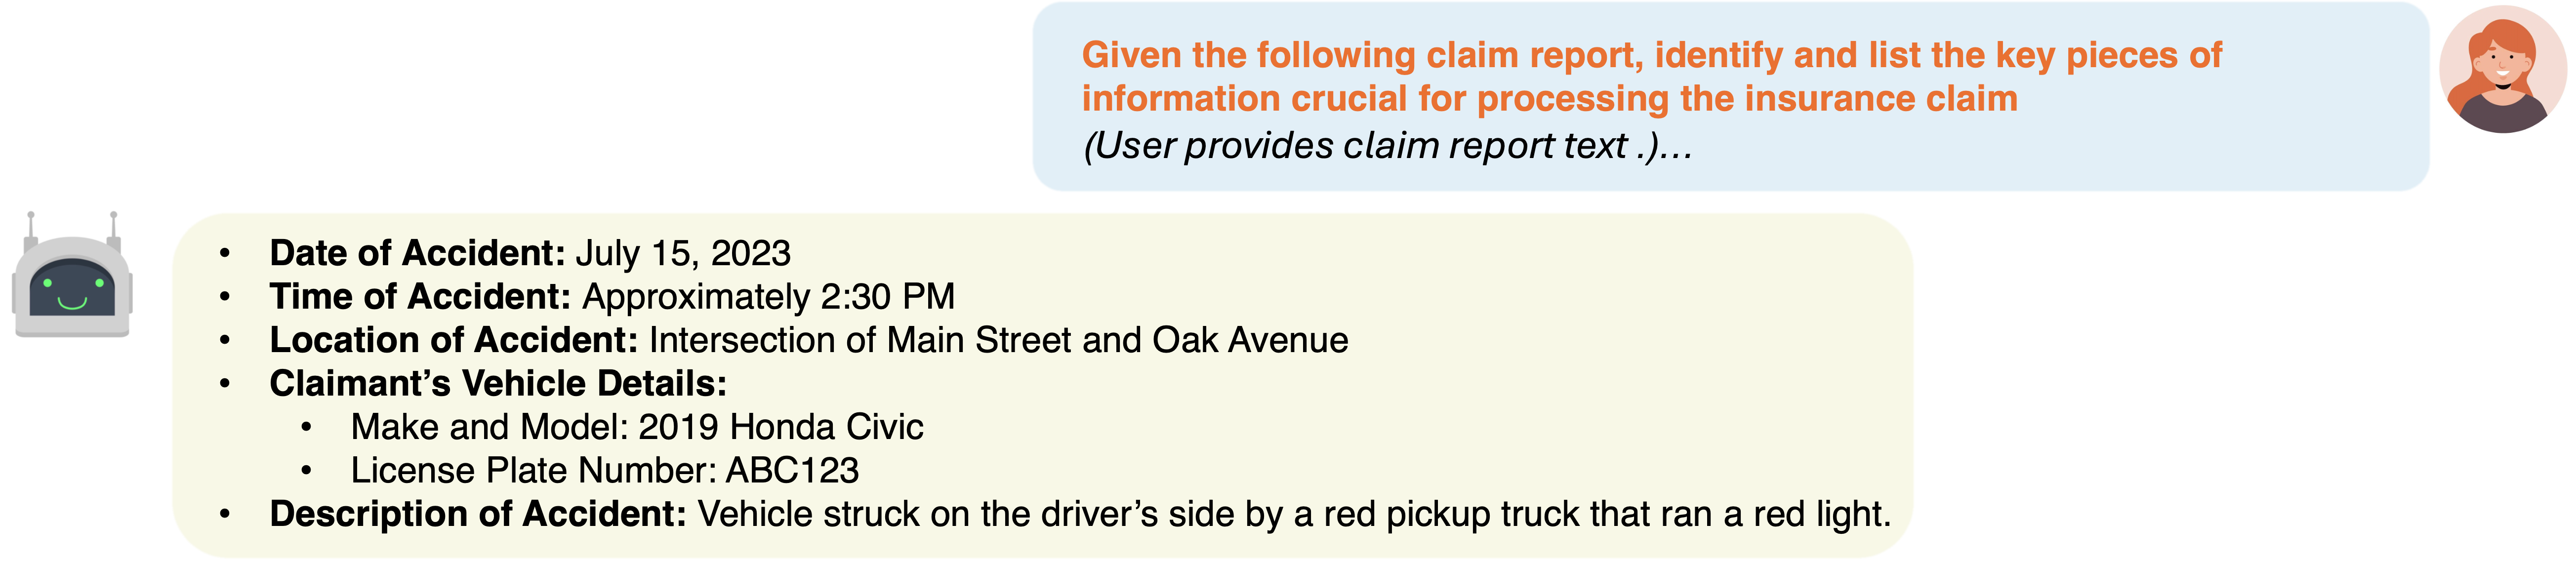 Given the following claim report, identify and list the key pieces of
information crucial for processing the insurance claim
(User provides claim report text .)...
• Date of Accident: July 15, 2023
• Time of Accident: Approximately 2:30 PM
• Location of Accident: Intersection of Main Street and Oak Avenue
• Claimant’s Vehicle Details:
• Make and Model: 2019 Honda Civic
• License Plate Number: ABC123
• Description of Accident: Vehicle struck on the driver’s side by a red pickup truck that ran a red light.